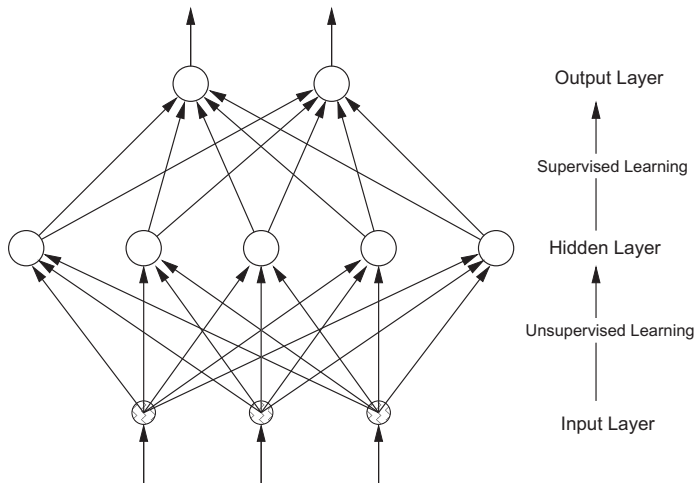 Output Layer
Supervised Learning
Hidden Layer
Unsupervised Learning
Input Layer